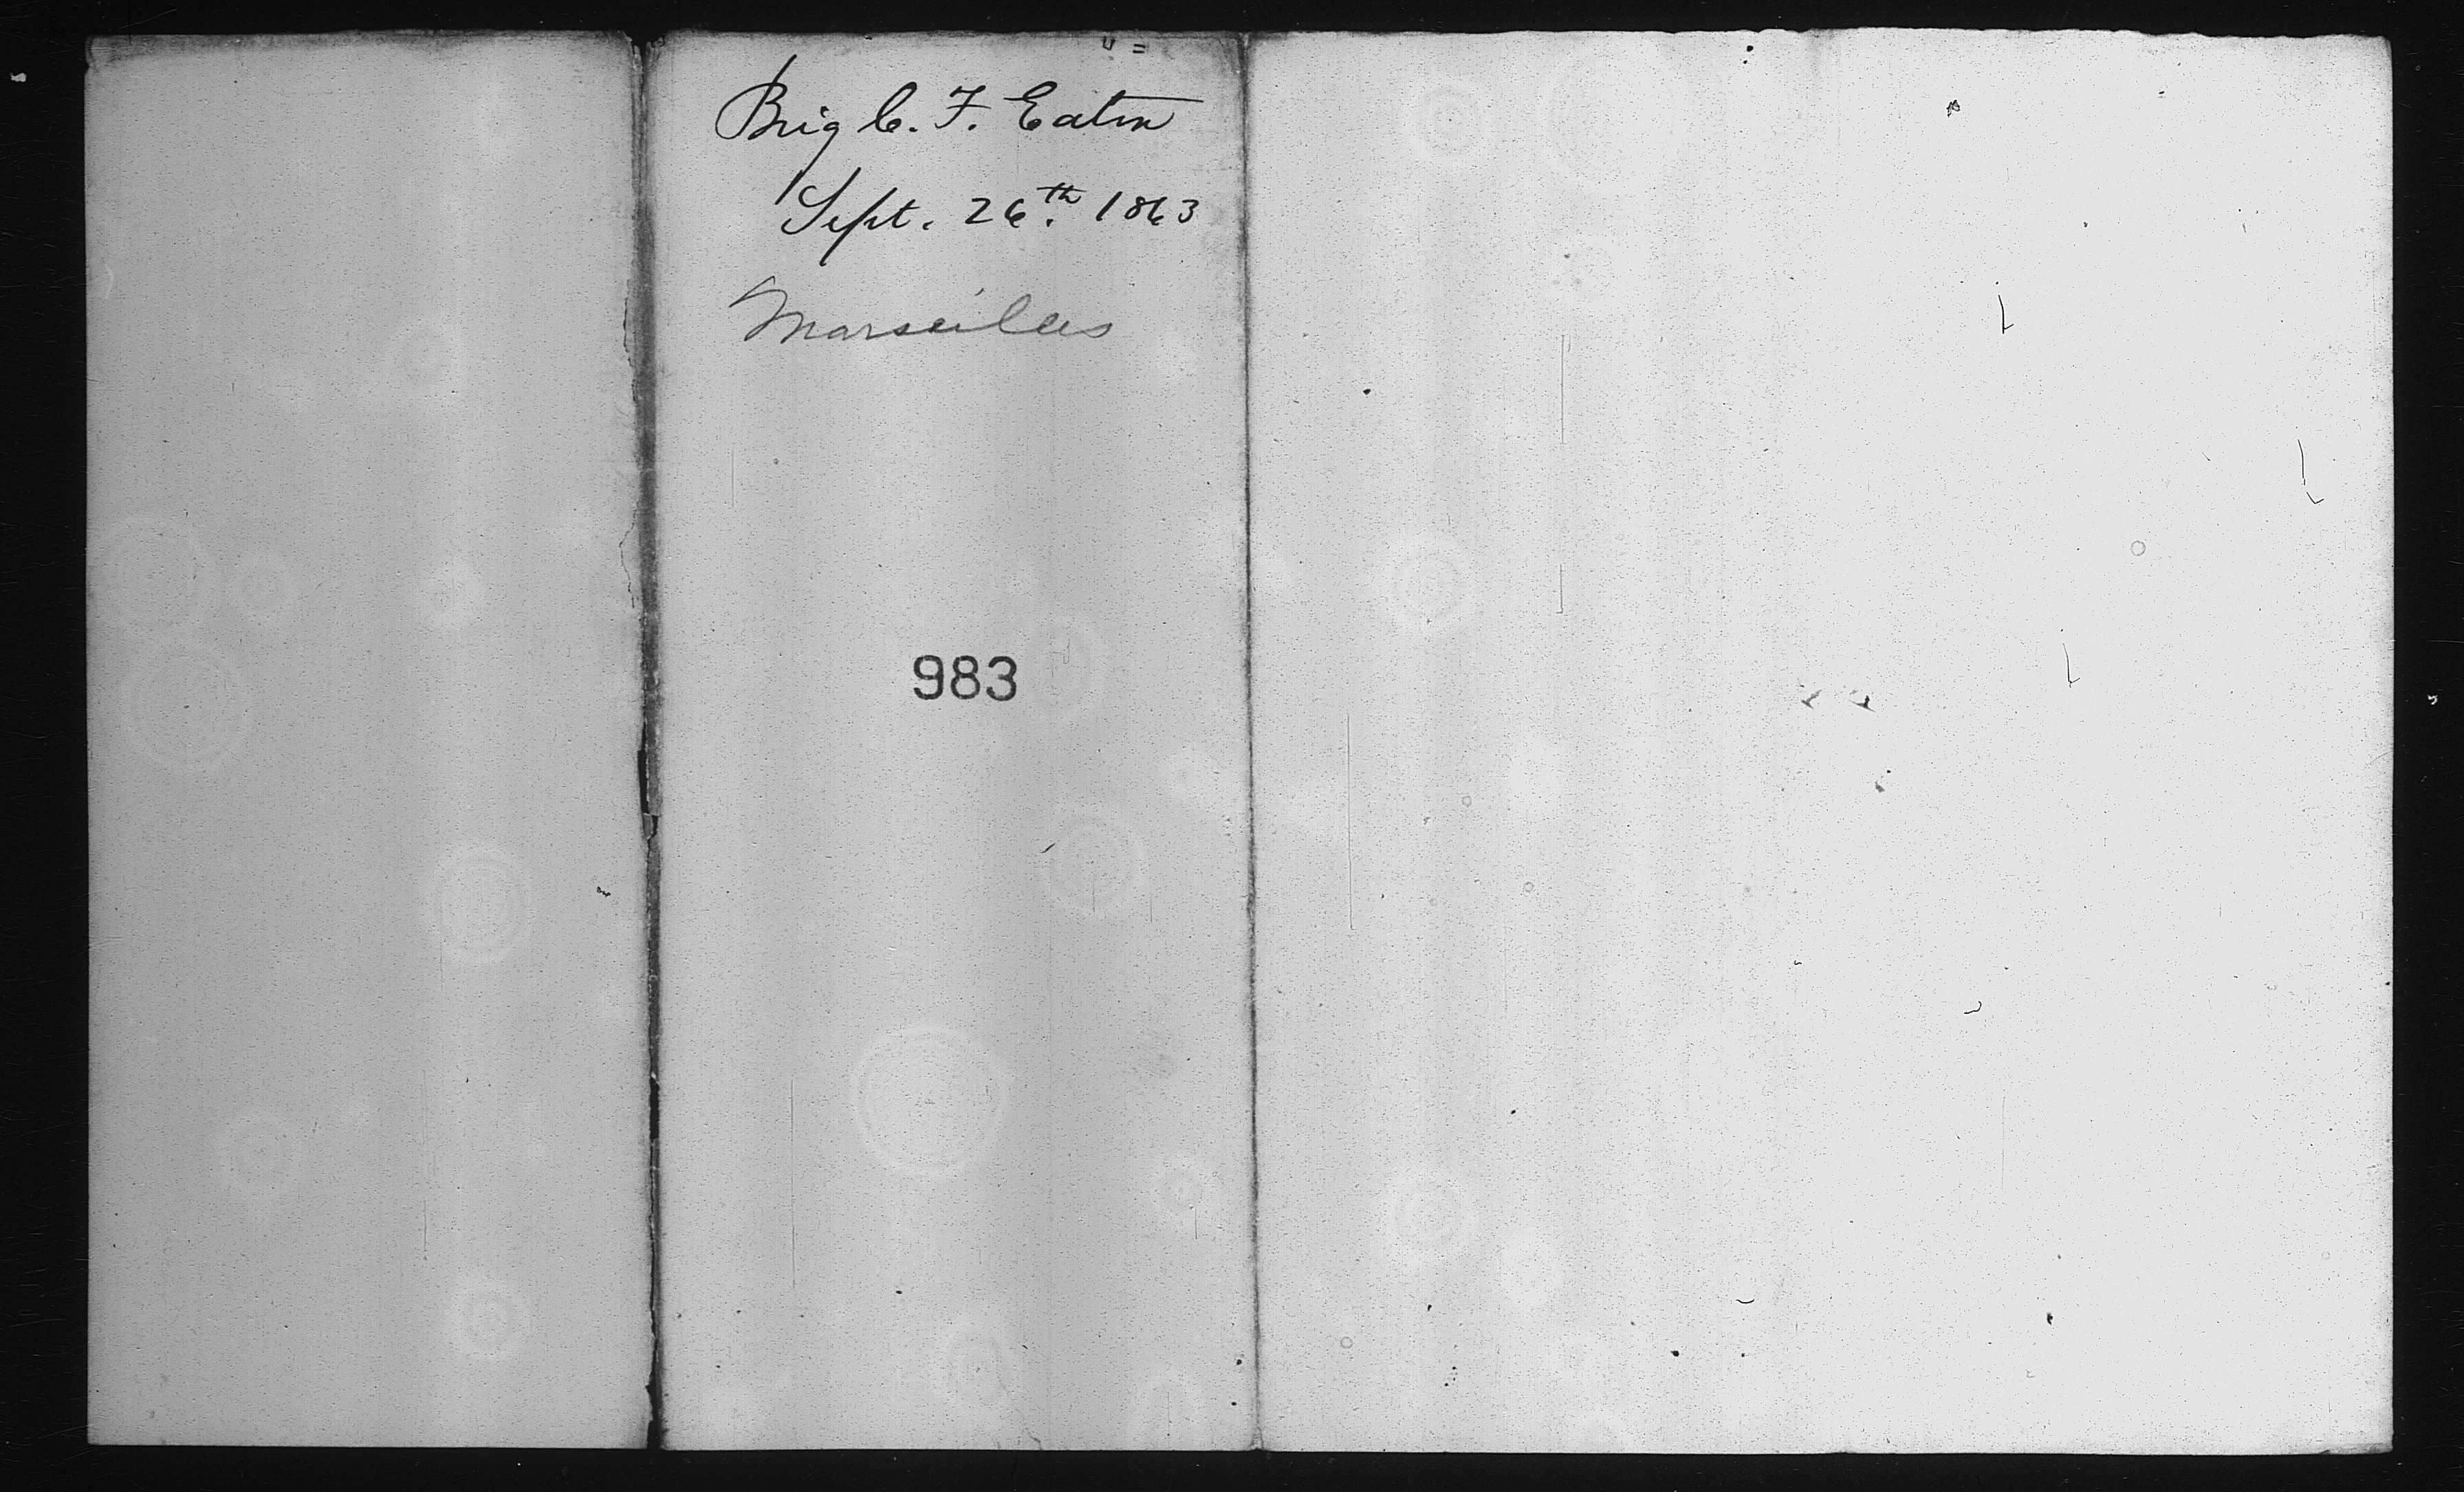 Brig C. F. Eaton
Sept. 26th. 1863
Marseilles
983